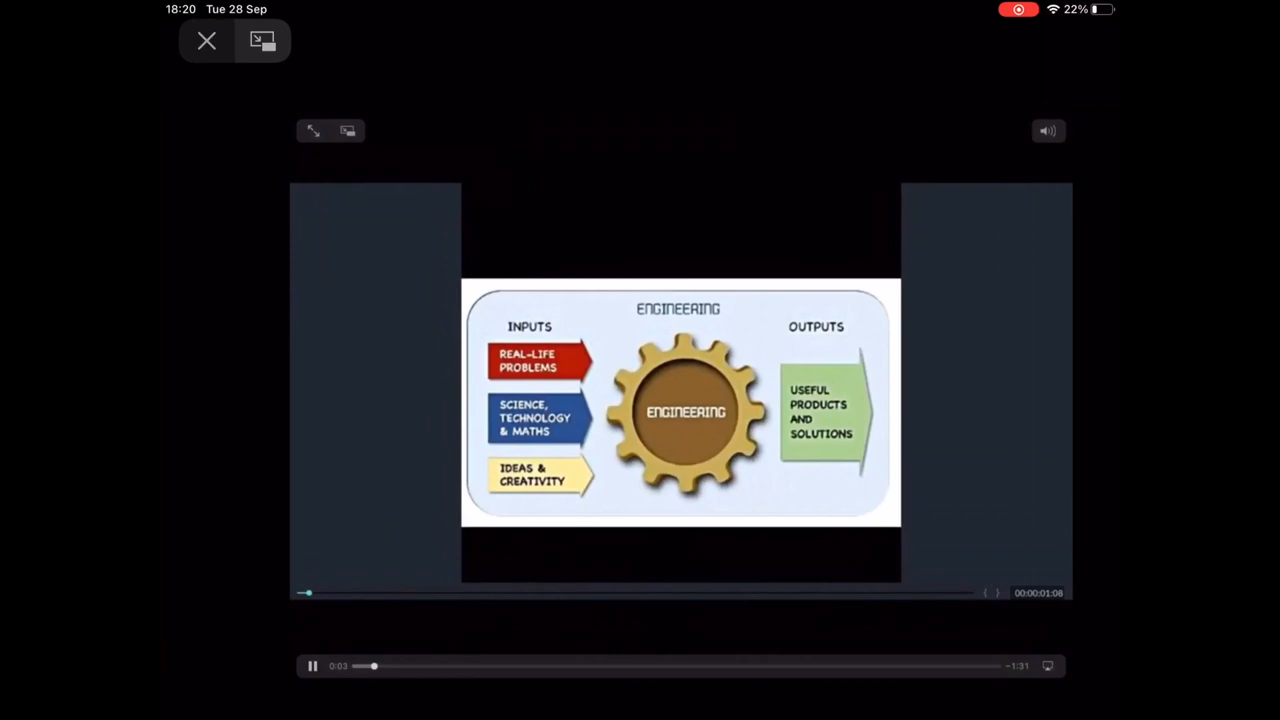 18:20 Tue 28 Sep
22%
ENGINEERING
INPUTS
OUTPUTS
REAL-LIFE
PROBLEMS
SCIENCE,
TECHNOLOGY
& MATHS
IDEAS &
CREATIVITY
ENGINEERING
USEFUL
PRODUCTS
AND
SOLUTIONS
{ } 00:00:01:08
0:03
-1:31